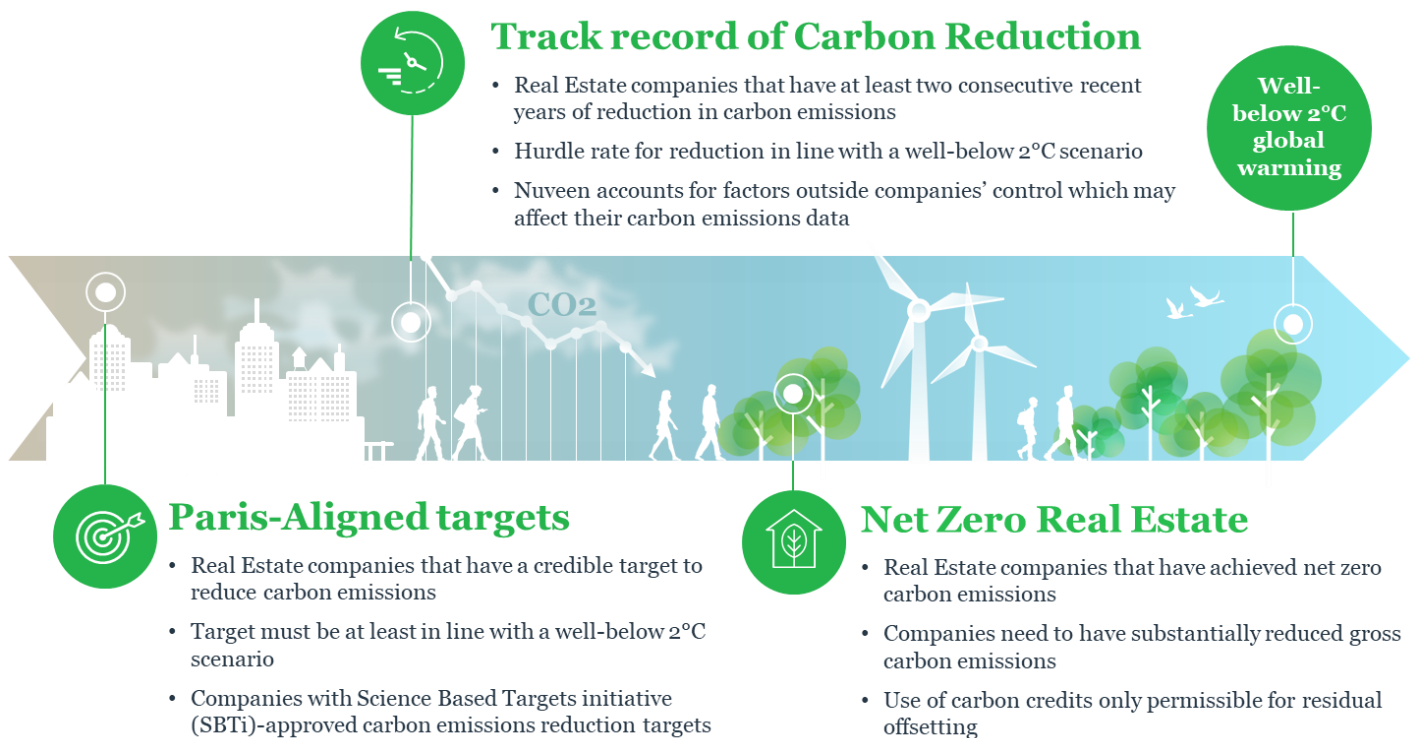 Track record of Carbon Reduction
• Real Estate companies that have at least two consecutive recent
years of reduction in carbon emissions
• Hurdle rate for reduction in line with a well-below 2°C scenario
• Nuveen accounts for factors outside companies’ control which may
affect their carbon emissions data
Well-
below 2°C
global
warming
CO2
Paris-Aligned targets
• Real Estate companies that have a credible target to
reduce carbon emissions
• Target must be at least in line with a well-below 2°C
scenario
• Companies with Science Based Targets initiative
(SBTi)-approved carbon emissions reduction targets
Net Zero Real Estate
• Real Estate companies that have achieved net zero
carbon emissions
• Companies need to have substantially reduced gross
carbon emissions
• Use of carbon credits only permissible for residual
offsetting